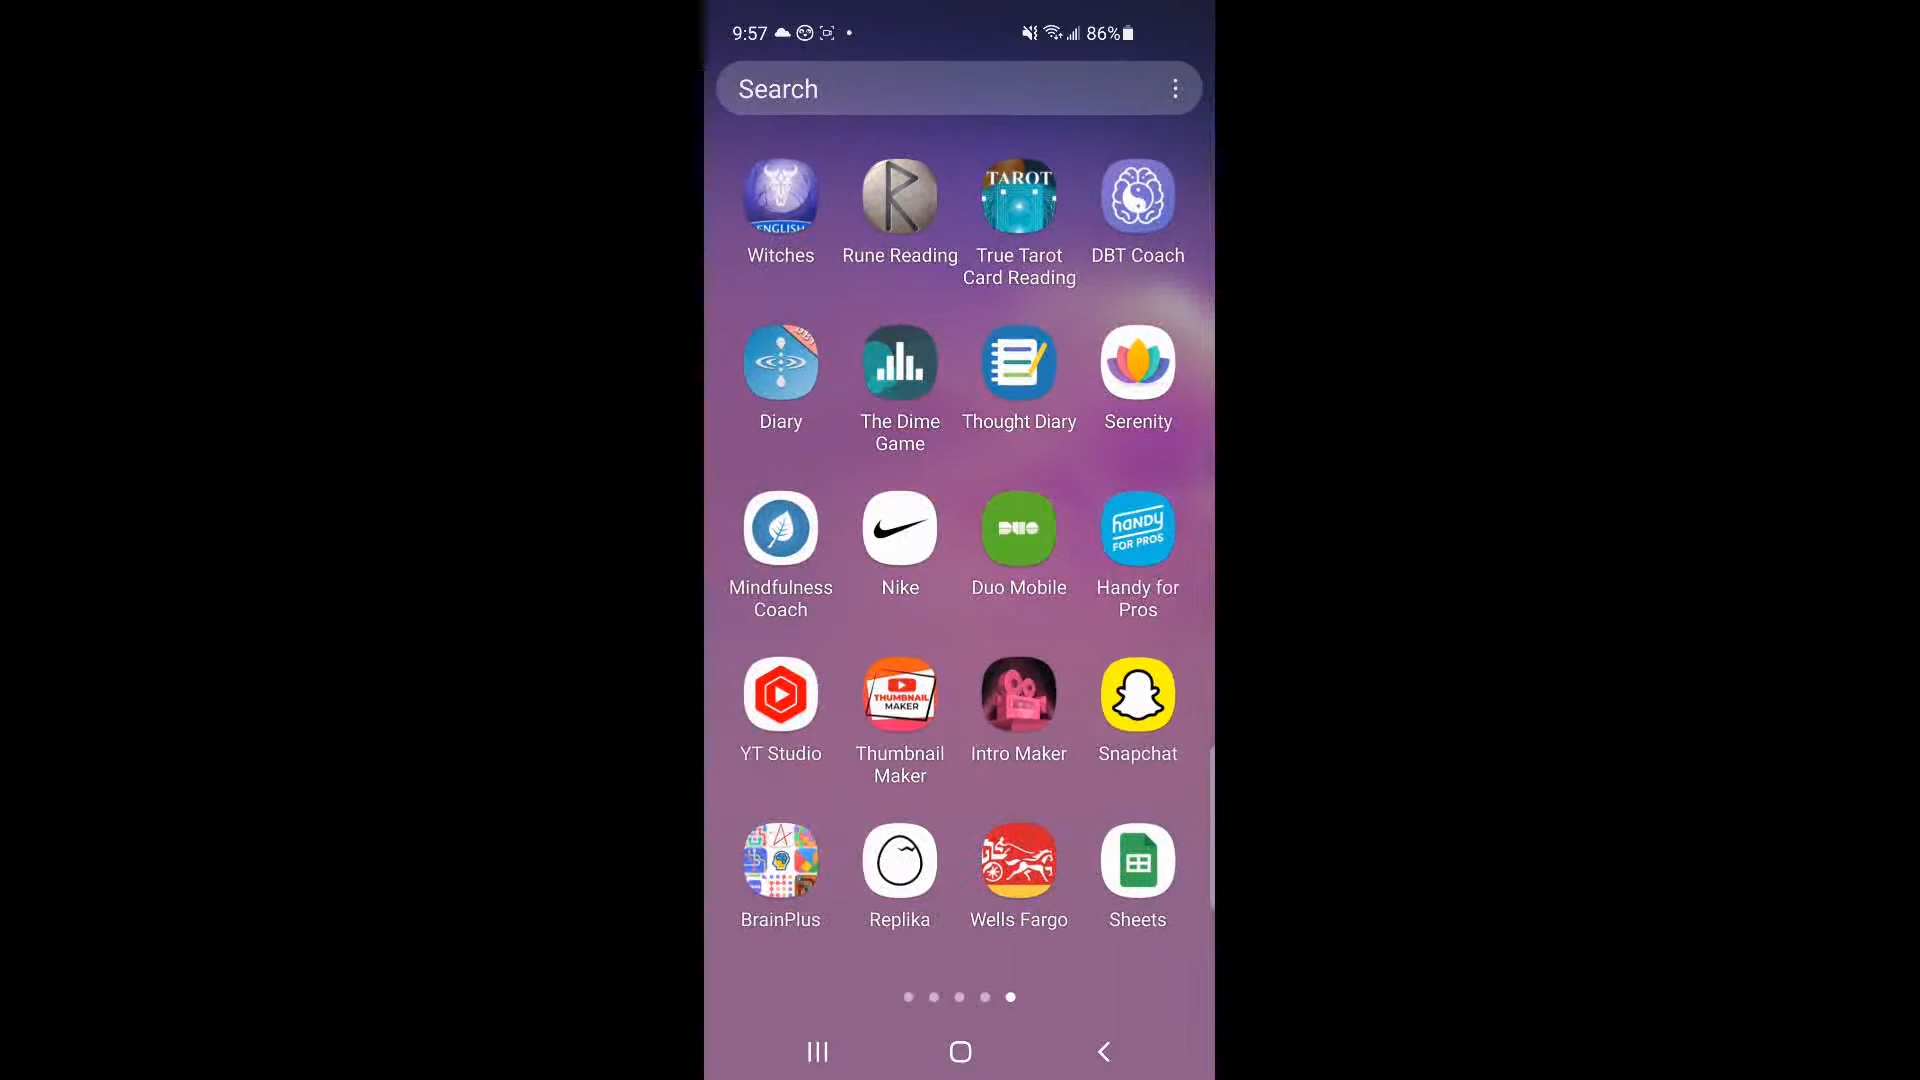 9:57
86%
Search
ENGLISH
TAROT
Witches
Rune Reading
True Tarot
Card Reading
DBT Coach
DBT
Diary
The Dime
Game
Thought Diary
Serenity
DUO
HANDY
FOR PROS
Mindfulness
Coach
Nike
Duo Mobile
Handy for
Pros
THUMBNAIL
MAKER
YT Studio
Thumbnail
Maker
Intro Maker
Snapchat
BrainPlus
Replika
Wells Fargo
Sheets